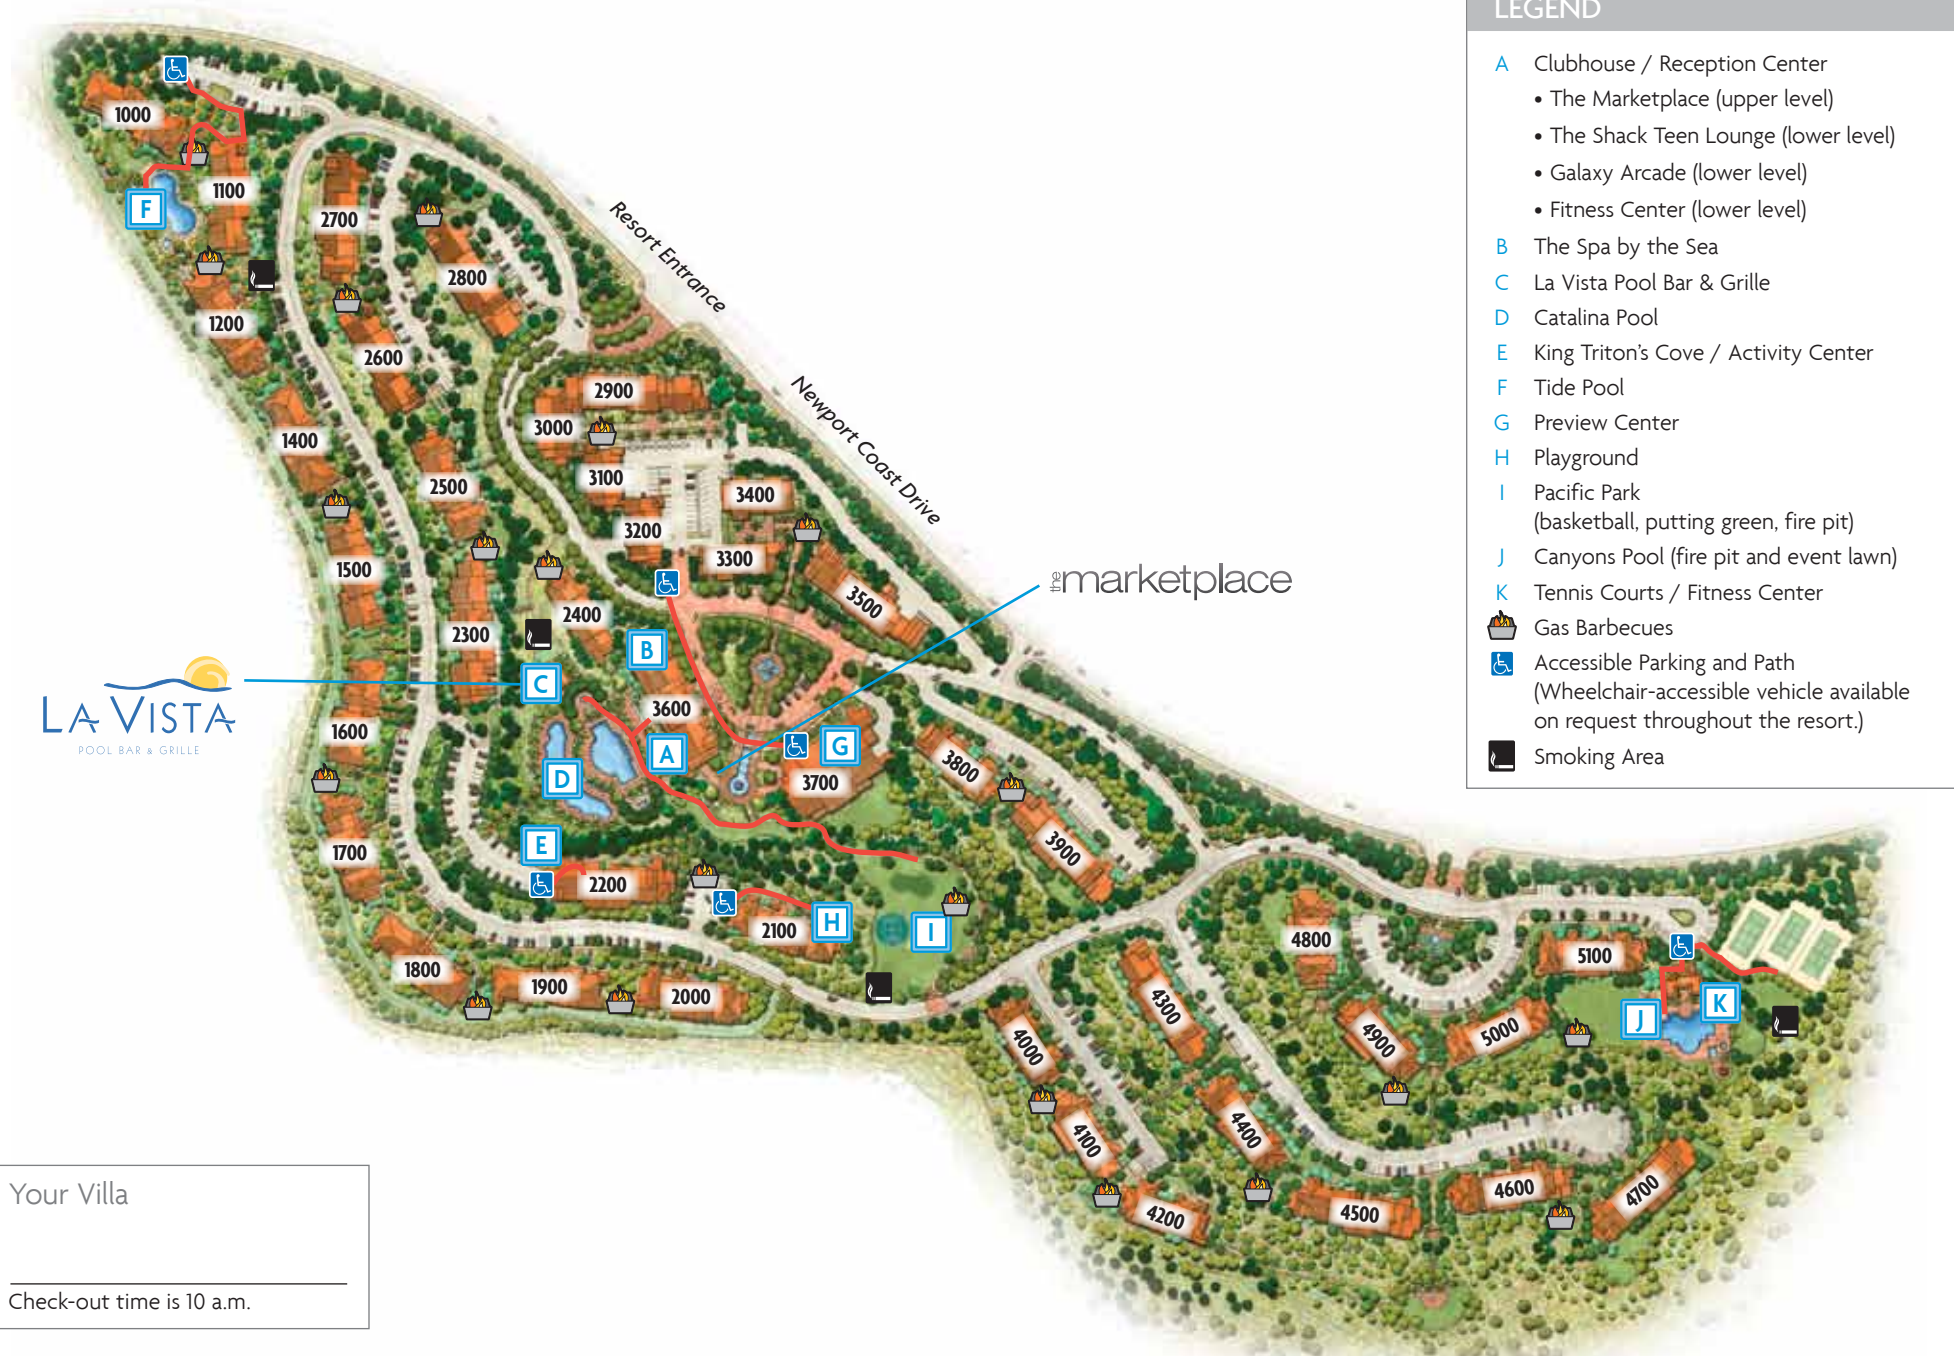 LEGEND
A Clubhouse / Reception Center
• The Marketplace (upper level)
• The Shack Teen Lounge (lower level)
• Galaxy Arcade (lower level)
• Fitness Center (lower level)
B The Spa by the Sea
C La Vista Pool Bar & Grille
D Catalina Pool
E King Triton's Cove / Activity Center
F Tide Pool
G Preview Center
H Playground
I Pacific Park
(basketball, putting green, fire pit)
J Canyons Pool (fire pit and event lawn)
K Tennis Courts / Fitness Center
Gas Barbecues
Accessible Parking and Path
(Wheelchair-accessible vehicle available
on request throughout the resort.)
Smoking Area
1000
1100
F
2700
2800
1200
2600
Resort Entrance
Newport Coast Drive
2900
3000
1400
3100
2500
3400
3200
3300
1500
3500
the marketplace
2400
2300
B
C
LA VISTA
POOL BAR & GRILLE
3600
1600
A
G
D
3700
3800
E
1700
3900
2200
H
2100
I
4800
5100
1800
1900
2000
4300
4000
4900
5000
J
K
4100
4400
4200
4500
4600
4700
Your Villa
Check-out time is 10 a.m.